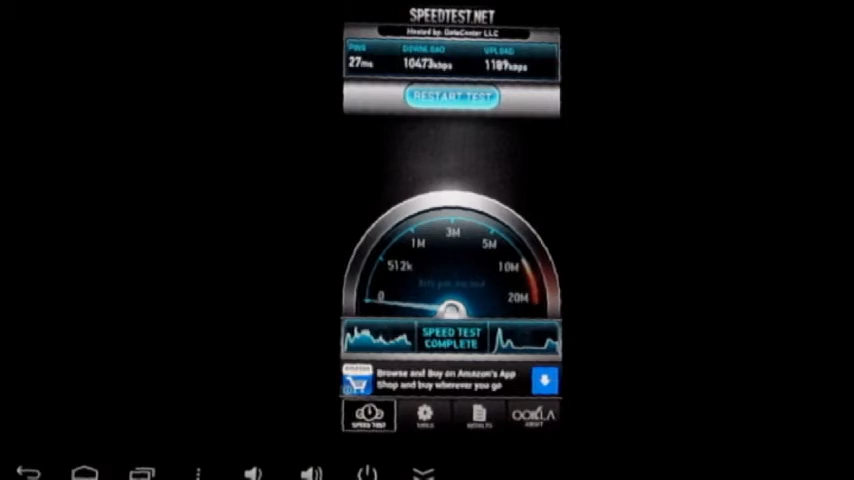 SPEEDTEST.NET
Hosted by: DataCenter LLC
PING DOWNLOAD UPLOAD
27ms 10473kbps 1189kbps
RESTART TEST
3M
1M 5M
512k 10M
0 20M
SPEED TEST
COMPLETE
Browse and Buy on Amazon's App
Shop and buy wherever you go
SPEED TEST RESULTS OOKLA
ABOUT